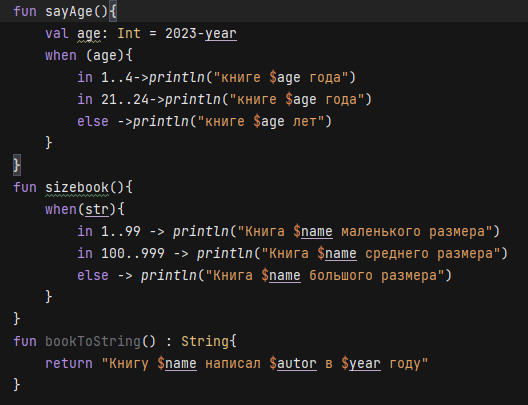 fun sayAge(){
    val age: Int = 2023-year
    when (age){
        in 1..4->println("книге $age года")
        in 21..24->println("книге $age года")
        else ->println("книге $age лет")
    }
}
fun sizebook(){
    when(str){
        in 1..99 -> println("Книга $name маленького размера")
        in 100..999 -> println("Книга $name среднего размера")
        else -> println("Книга $name большого размера")
    }
}
fun bookToString() : String{
    return "Книгу $name написал $autor в $year году"
}